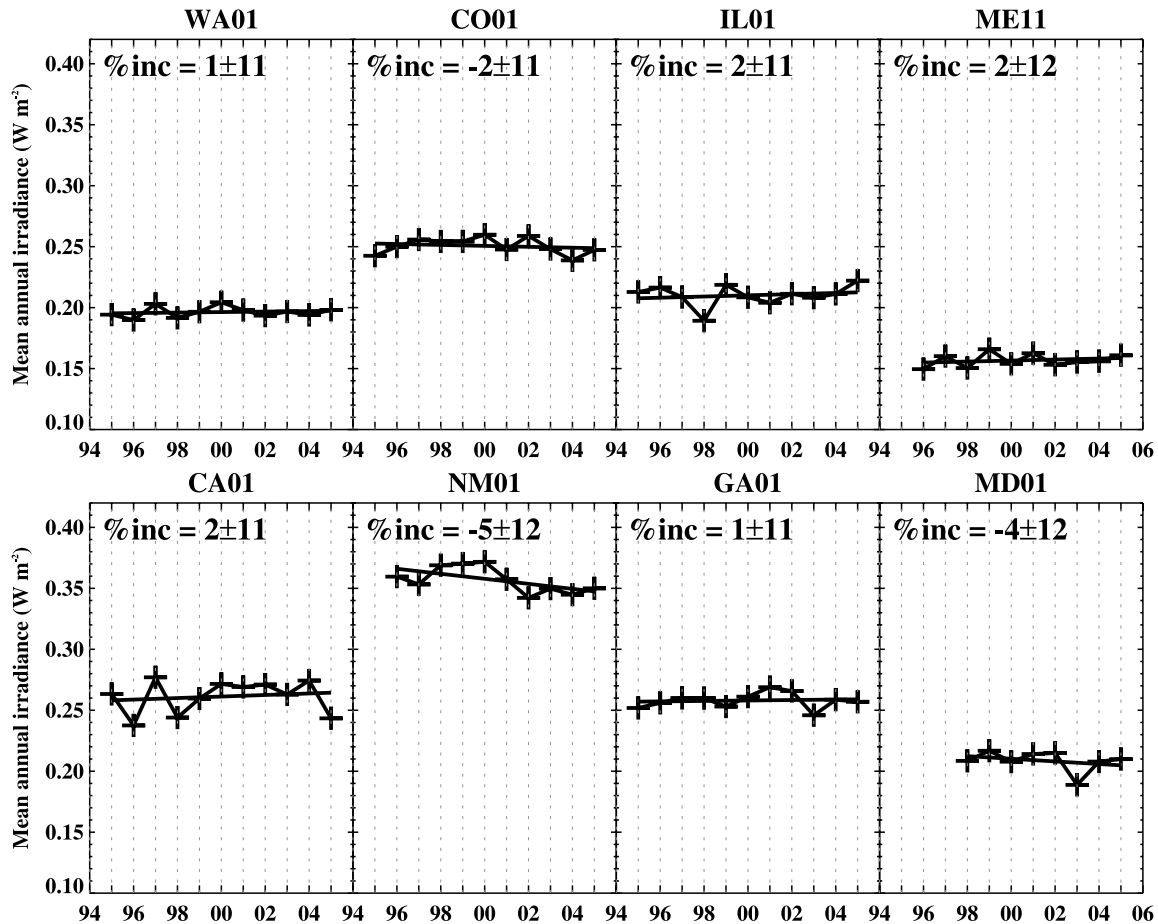 WA01 CO01 IL01 ME11
%inc = 1±11 %inc = -2±11 %inc = 2±11 %inc = 2±12
Mean annual irradiance (W m-2)
0.40
0.35
0.30
0.25
0.20
0.15
0.10
94 96 98 00 02 04 94 96 98 00 02 04 94 96 98 00 02 04 94 96 98 00 02 04 06
CA01 NM01 GA01 MD01
%inc = 2±11 %inc = -5±12 %inc = 1±11 %inc = -4±12
Mean annual irradiance (W m-2)
0.40
0.35
0.30
0.25
0.20
0.15
0.10
94 96 98 00 02 04 94 96 98 00 02 04 94 96 98 00 02 04 94 96 98 00 02 04 06